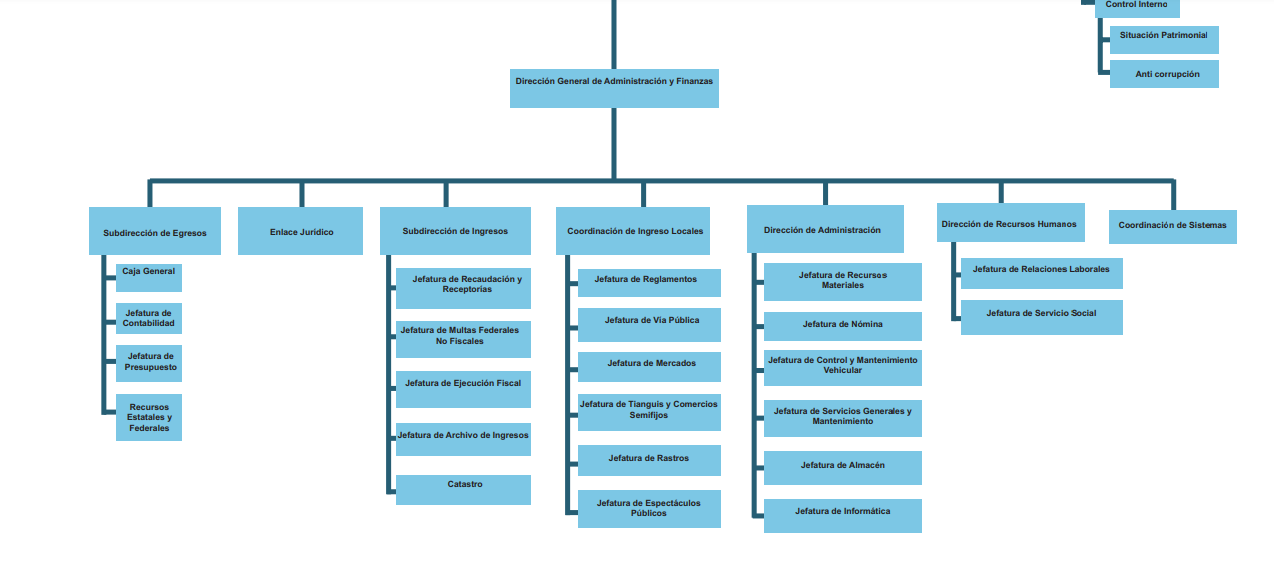 Control Interno
Situación Patrimonial
Anti corrupción
Dirección General de Administración y Finanzas
Subdirección de Egresos
Caja General
Jefatura de
Contabilidad
Jefatura de
Presupuesto
Recursos
Estatales y
Federales
Enlace Jurídico
Subdirección de Ingresos
Jefatura de Recaudación y
Receptorías
Jefatura de Multas Federales
No Fiscales
Jefatura de Ejecución Fiscal
Jefatura de Archivo de Ingresos
Catastro
Coordinación de Ingreso Locales
Jefatura de Reglamentos
Jefatura de Vía Pública
Jefatura de Mercados
Jefatura de Tianguis y Comercios
Semifijos
Jefatura de Rastros
Jefatura de Espectáculos
Públicos
Dirección de Administración
Jefatura de Recursos
Materiales
Jefatura de Nómina
Jefatura de Control y Mantenimiento
Vehicular
Jefatura de Servicios Generales y
Mantenimiento
Jefatura de Almacén
Jefatura de Informática
Dirección de Recursos Humanos
Jefatura de Relaciones Laborales
Jefatura de Servicio Social
Coordinación de Sistemas